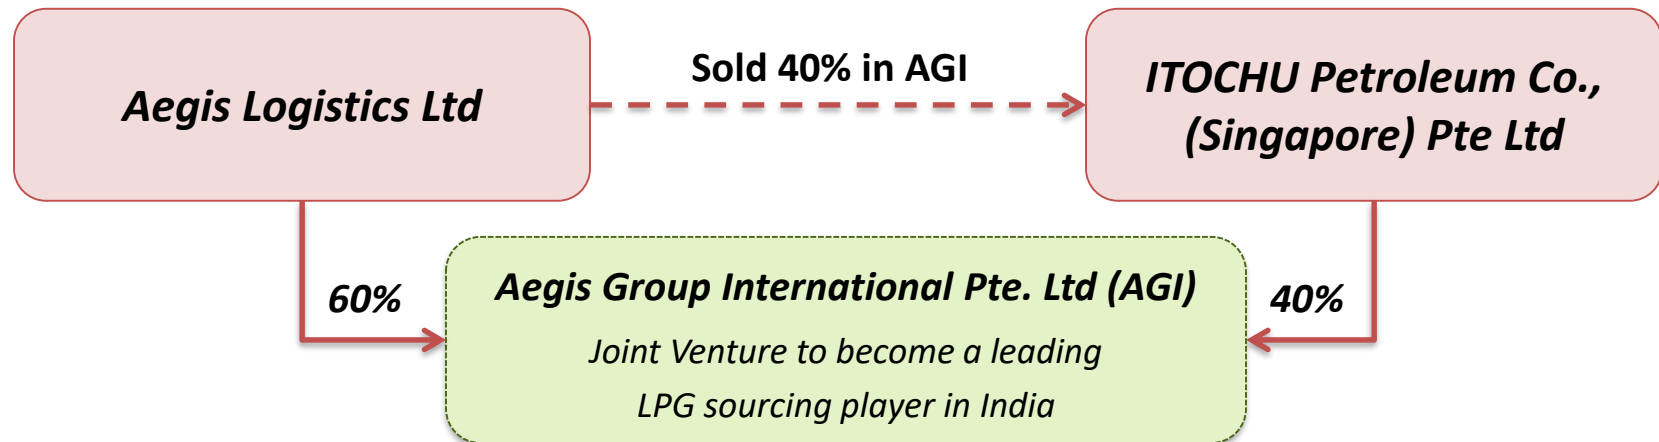 Aegis Logistics Ltd
Sold 40% in AGI
ITOCHU Petroleum Co.,
(Singapore) Pte Ltd
60%
Aegis Group International Pte. Ltd (AGI)
Joint Venture to become a leading
LPG sourcing player in India
40%